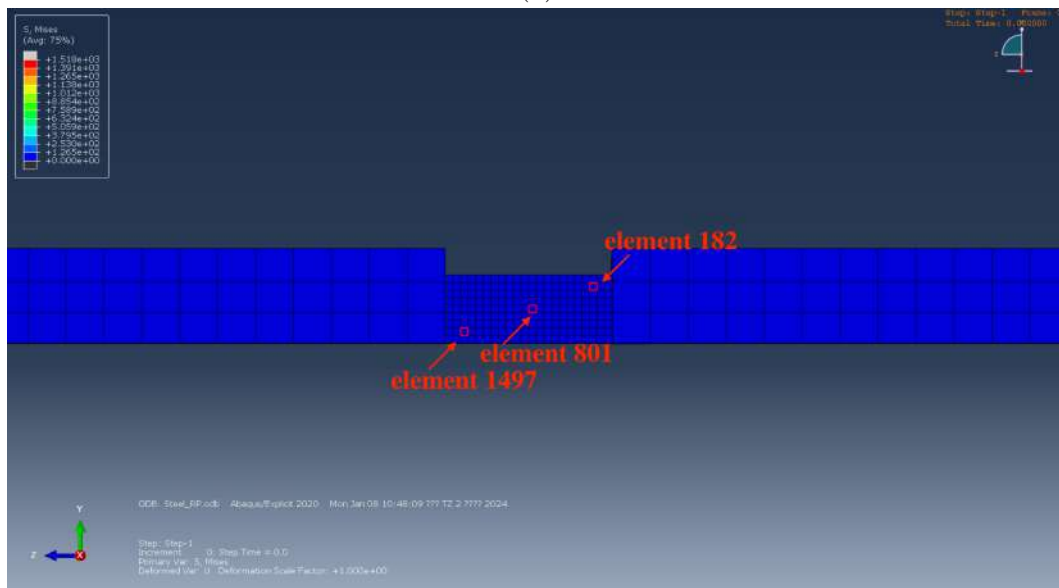 S, Mises
(Avg: 75%)
+1.518e+03
+1.391e+03
+1.265e+03
+1.138e+03
+1.012e+03
+8.854e+02
+7.589e+02
+6.324e+02
+5.059e+02
+3.795e+02
+2.530e+02
+1.265e+02
+0.000e+00
Step: Step-1 Frame:
Total Time: 0.000000
element 182
element 801
element 1497
Y
Z
X
ODB: Steel_RP.odb Abaqus/Explicit 2020 Mon Jan 08 10:48:09 ??? TZ 2 ???? 2024
Step: Step-1
Increment 0: Step Time = 0.0
Primary Var: S, Mises
Deformed Var: U Deformation Scale Factor: +1.000e+00